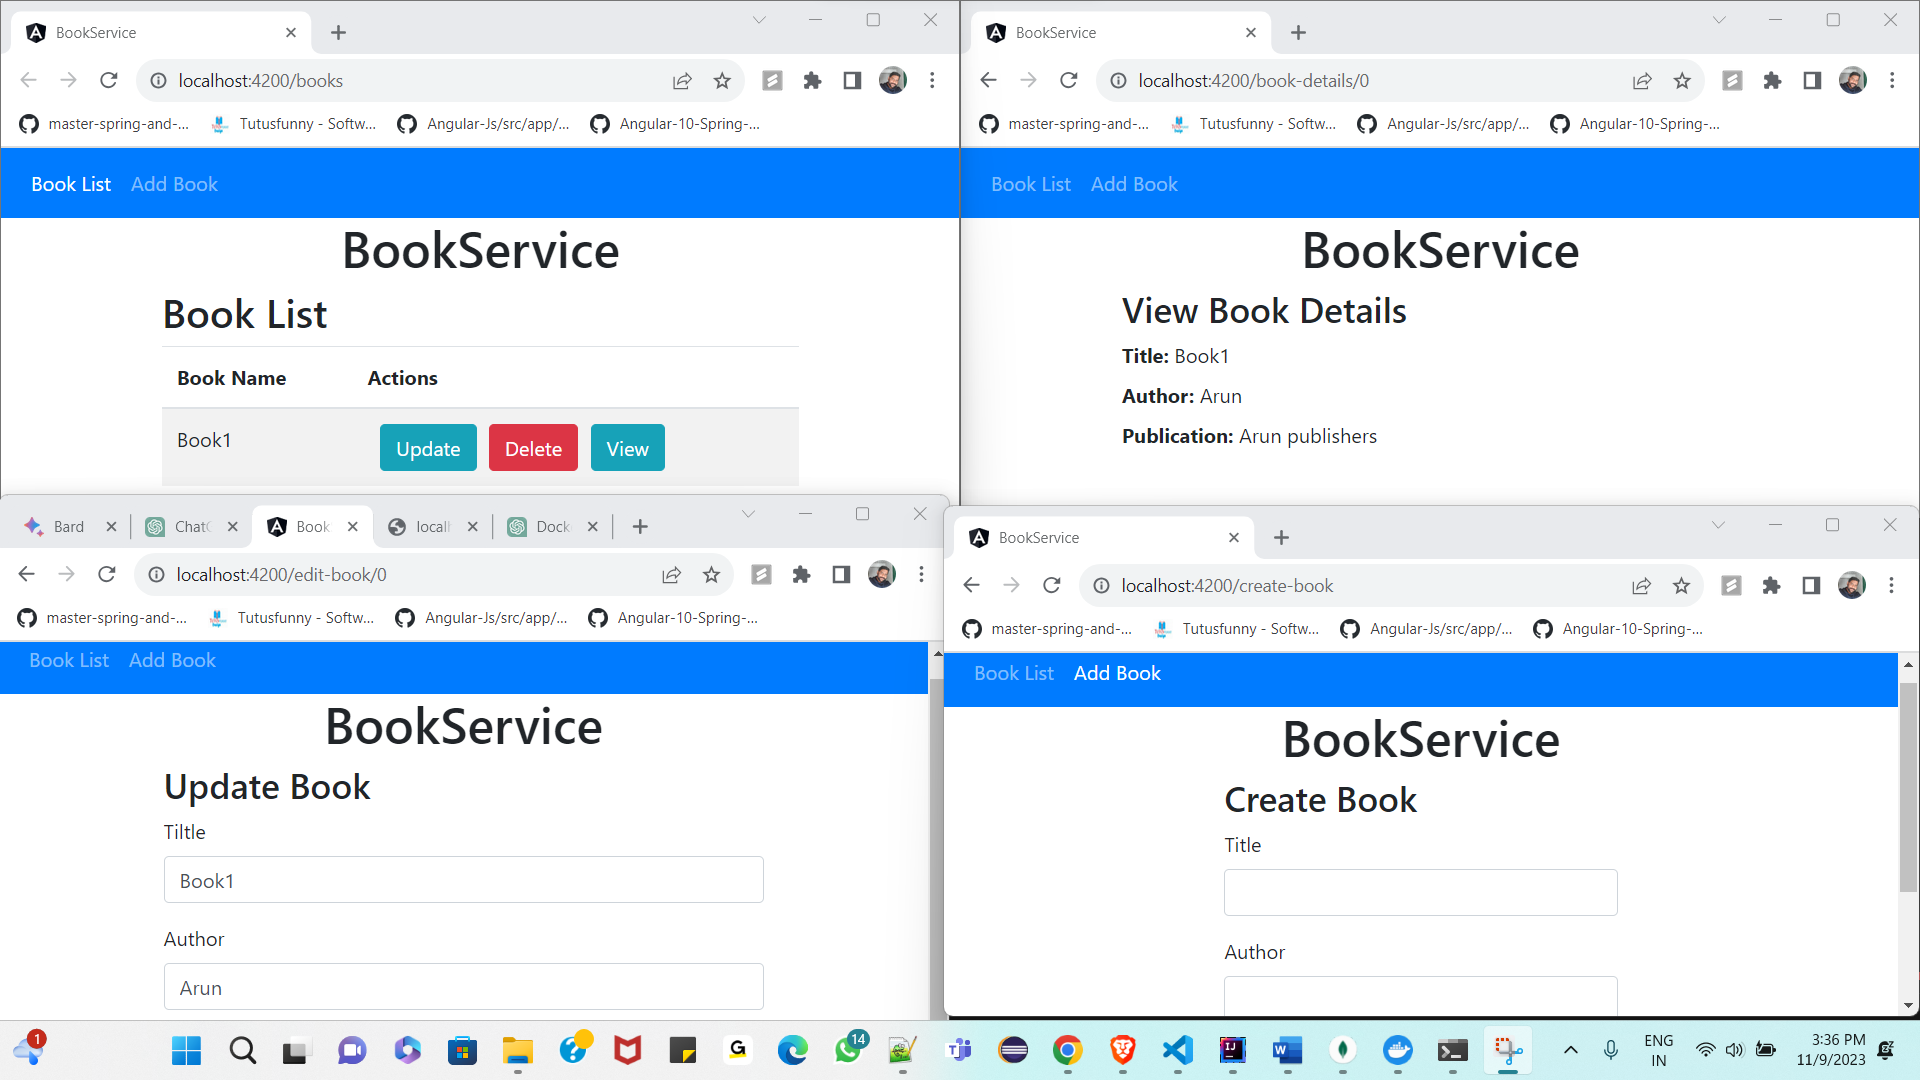 BookService
localhost:4200/books
master-spring-and-... Tutusfunny - Softw... Angular-Js/src/app/... Angular-10-Spring-...
Book List Add Book
BookService
Book List
Book Name Actions
Book1 Update Delete View
BookService
localhost:4200/book-details/0
master-spring-and-... Tutusfunny - Softw... Angular-Js/src/app/... Angular-10-Spring-...
Book List Add Book
BookService
View Book Details
Title: Book1
Author: Arun
Publication: Arun publishers
Bard ChatG Book localh Dock
localhost:4200/edit-book/0
master-spring-and-... Tutusfunny - Softw... Angular-Js/src/app/... Angular-10-Spring-...
Book List Add Book
BookService
Update Book
Tiltle
Book1
Author
Arun
BookService
localhost:4200/create-book
master-spring-and-... Tutusfunny - Softw... Angular-Js/src/app/... Angular-10-Spring-...
Book List Add Book
BookService
Create Book
Title
Author
1 14 ENG 3:36 PM
IN 11/9/2023